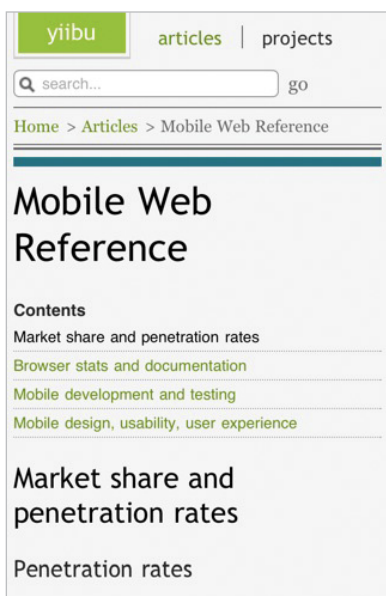 yiibu articles | projects
search... go
Home > Articles > Mobile Web Reference
Mobile Web
Reference
Contents
Market share and penetration rates
Browser stats and documentation
Mobile development and testing
Mobile design, usability, user experience
Market share and
penetration rates
Penetration rates